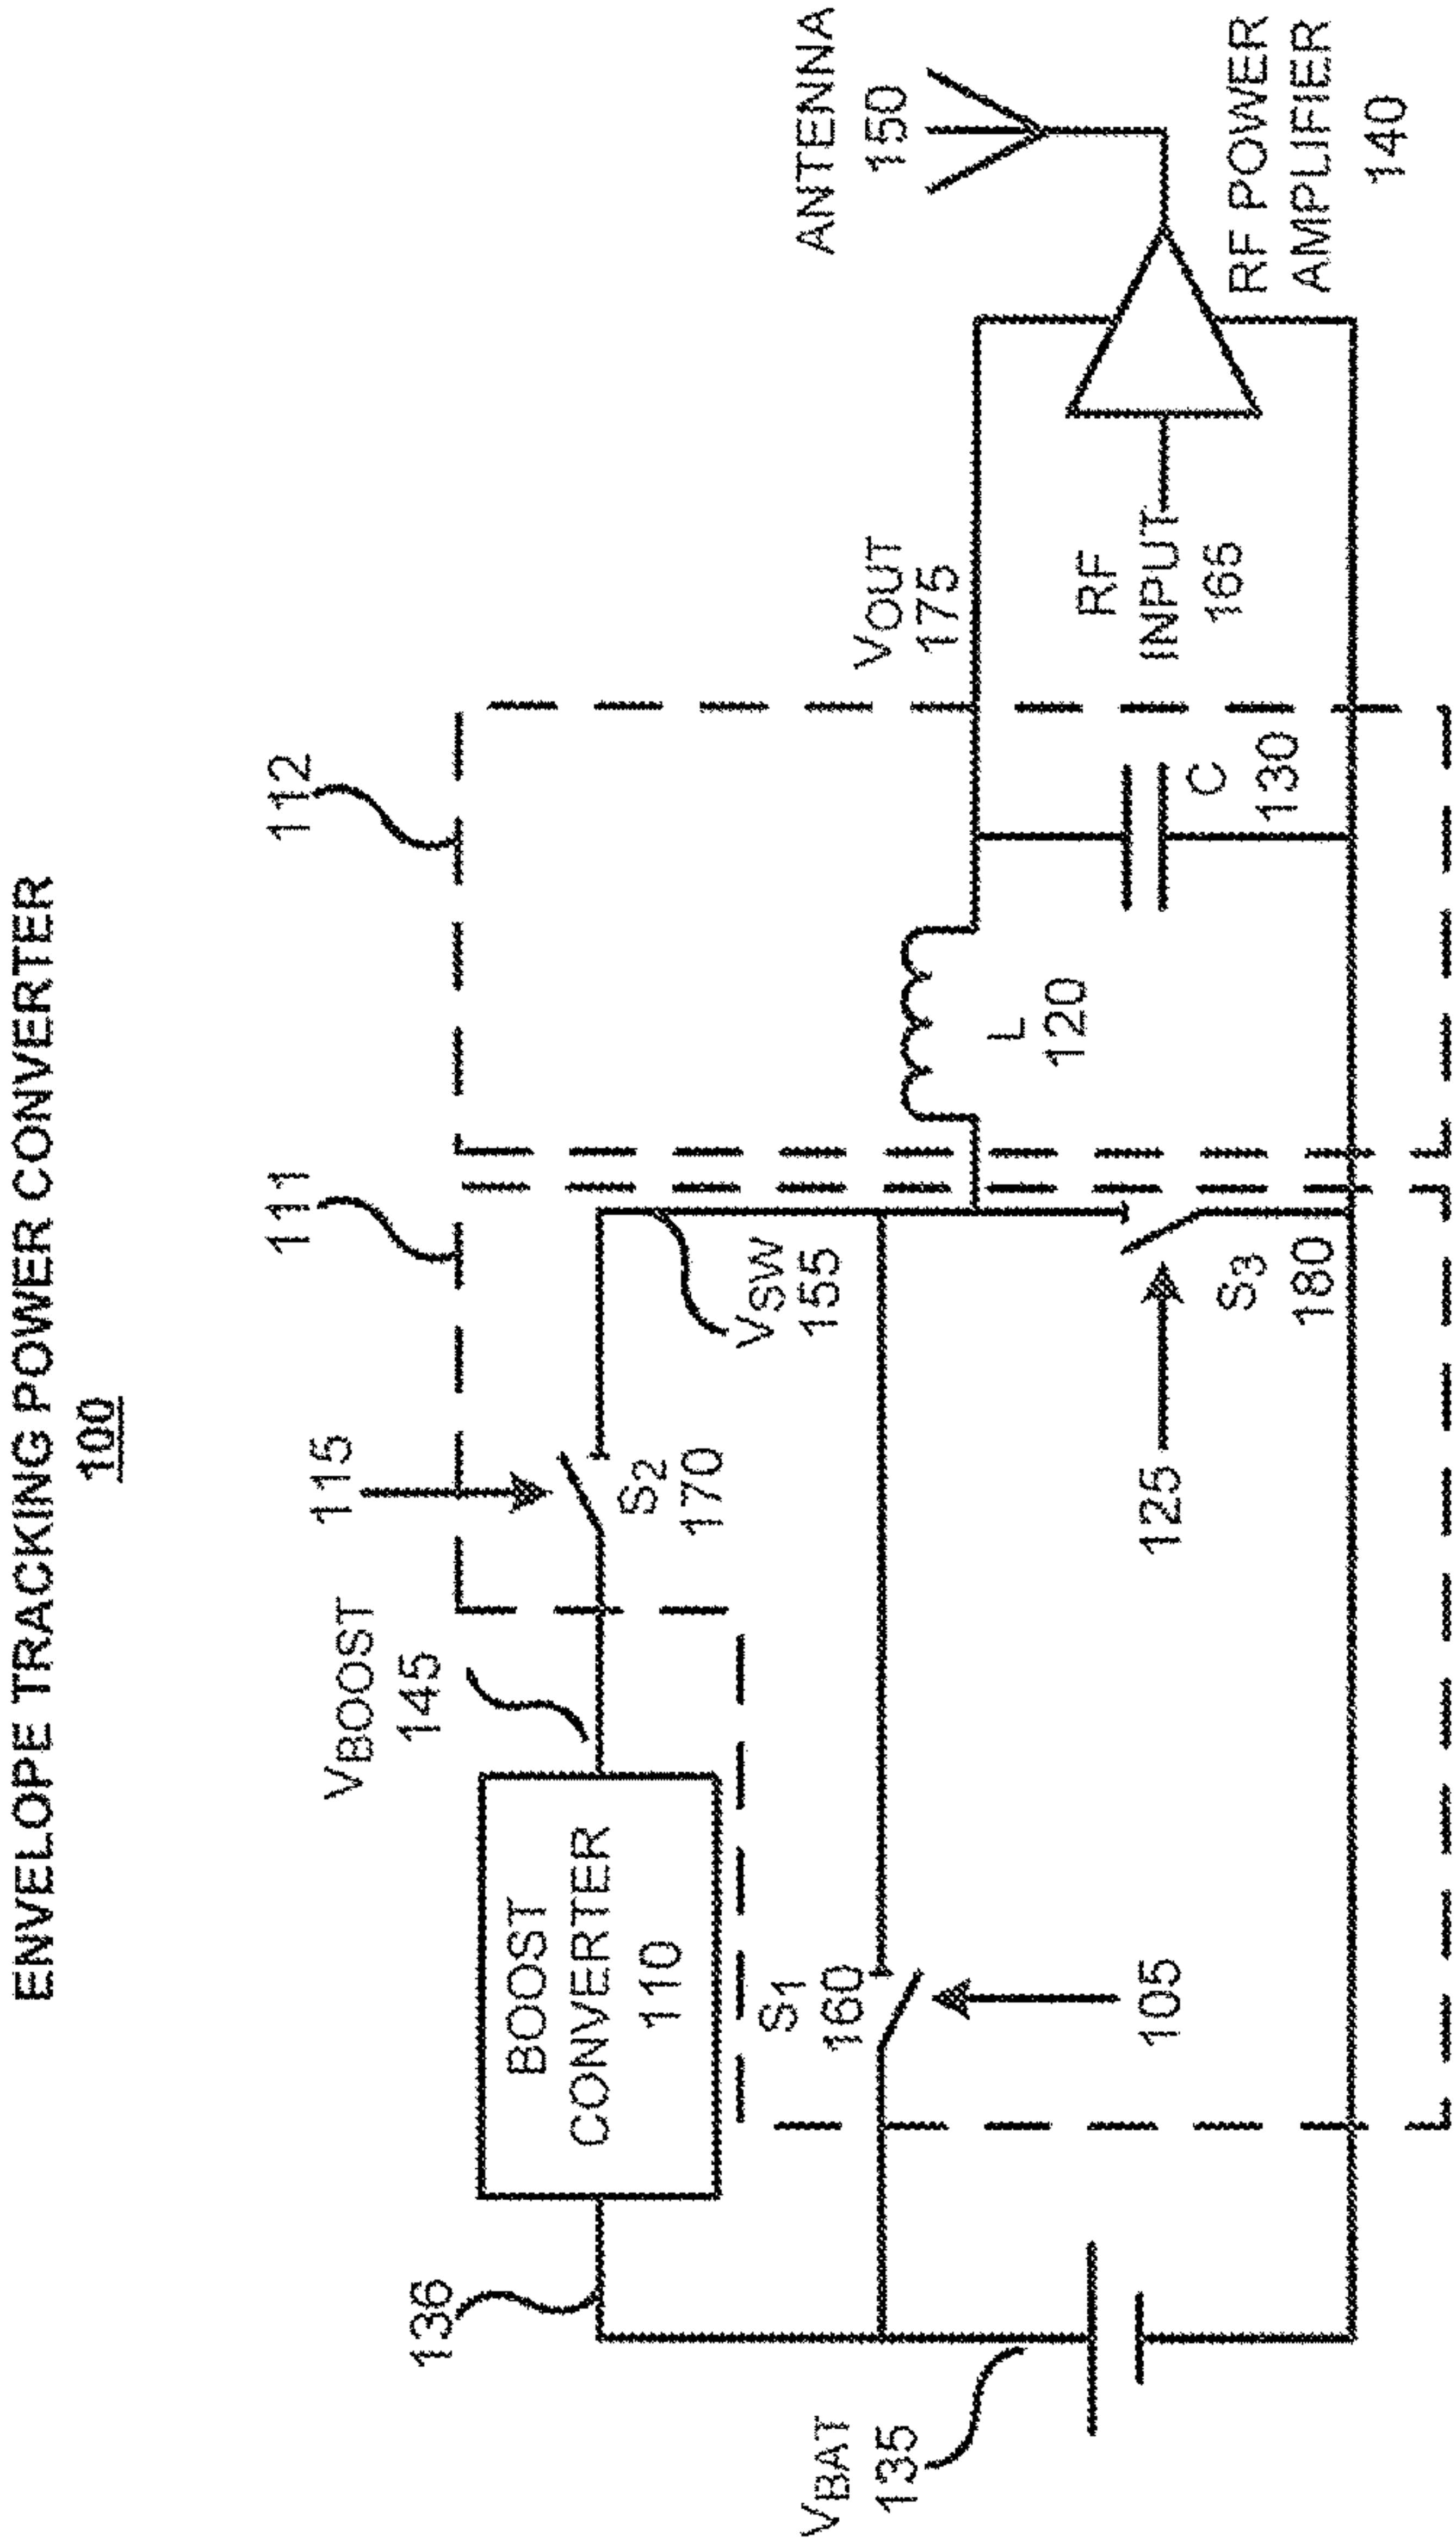 ENVELOPE TRACKING POWER CONVERTER
100
136
BOOST
CONVERTER
110
VBOOST
145
115
S2
170
111
112
VSW
155
VBAT
135
S1
160
105
125
S3
180
L
120
C
130
VOUT
175
RF
INPUT
165
ANTENNA
150
RF POWER
AMPLIFIER
140